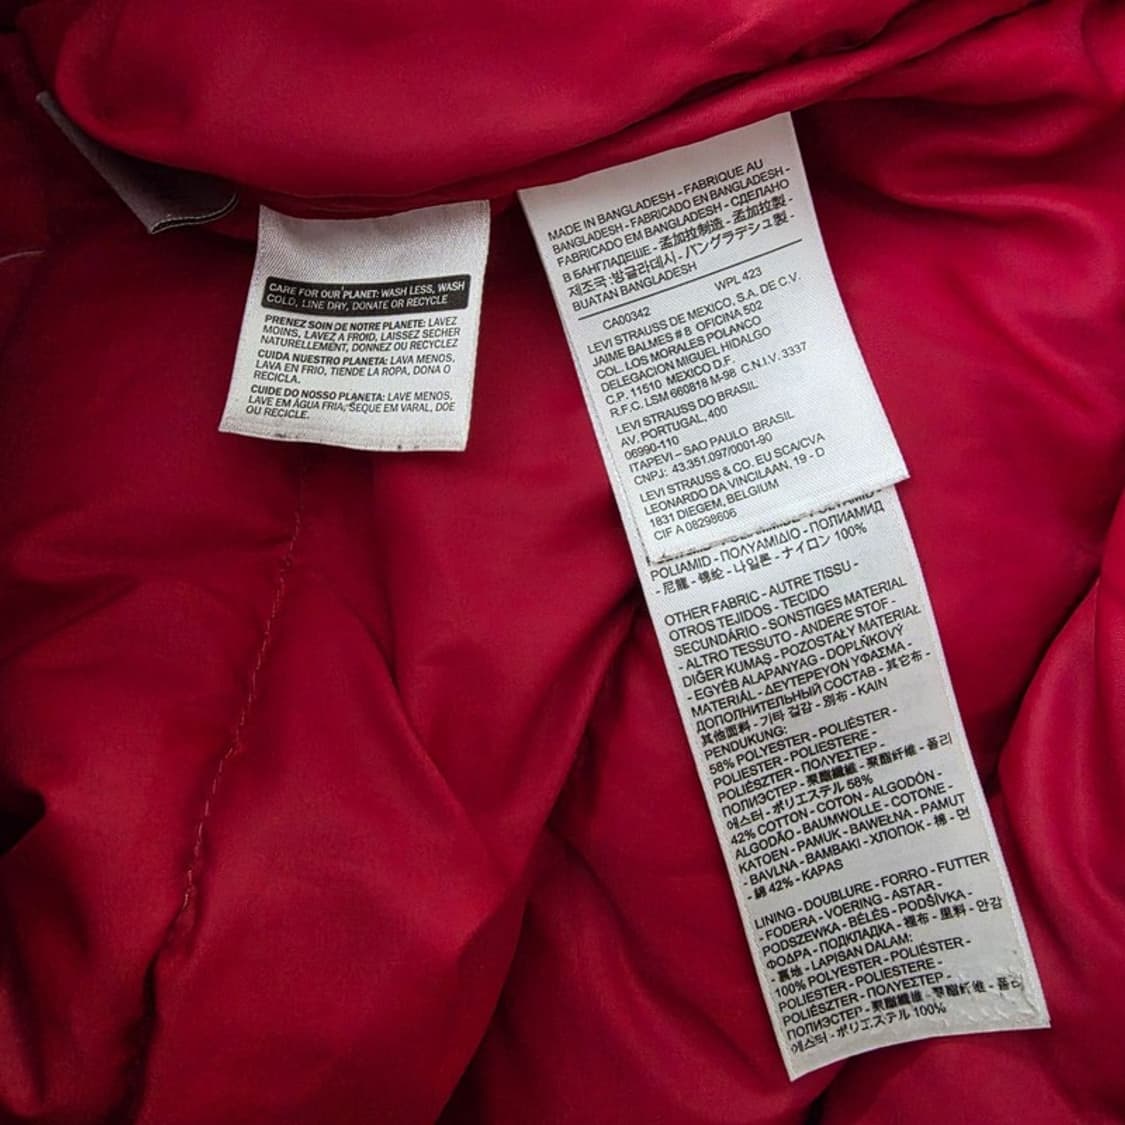 CARE FOR OUR PLANET: WASH LESS, WASH
COLD, LINE DRY, DONATE OR RECYCLE
PRENEZ SOIN DE NOTRE PLANETE: LAVEZ
MOINS, LAVEZ A FROID, LAISSEZ SECHER
NATURELLEMENT, DONNEZ OU RECYCLEZ
CUIDA NUESTRO PLANETA: LAVA MENOS,
LAVA EN FRIO, TIENDE LA ROPA, DONA O
RECICLA.
CUIDE DO NOSSO PLANETA: LAVE MENOS,
LAVE EM ÁGUA FRIA, SEQUE EM VARAL, DOE
OU RECICLE.
MADE IN BANGLADESH - FABRIQUE AU
BANGLADESH - FABRICADO EN BANGLADESH -
FABRICADO EM BANGLADESH - СДЕЛАНО
В БАНГЛАДЕШЕ - 孟加拉制造 - 孟加拉製 -
제조국 :방글라데시 - バングラデシュ製 -
BUATAN BANGLADESH
WPL 423
CA00342
LEVI STRAUSS DE MEXICO, S.A. DE C.V.
JAIME BALMES # 8 OFICINA 502
COL. LOS MORALES POLANCO
DELEGACION MIGUEL HIDALGO
C.P. 11510 MEXICO D.F.
R.F.C. LSM 660818 M-98 C.N.I.V. 3337
LEVI STRAUSS DO BRASIL
AV. PORTUGAL, 400
06990-110
ITAPEVI – SAO PAULO BRASIL
CNPJ: 43.351.097/0001-90
LEVI STRAUSS & CO. EU SCA/CVA
LEONARDO DA VINCILAAN, 19 - D
1831 DIEGEM, BELGIUM
CIF A 08298606
POLIAMID - ΠΟΛΥΑΜΙΔΙΟ - ПОЛИАМИД
- 尼龍 - 锦纶 - 나일론 - ナイロン 100%
OTHER FABRIC - AUTRE TISSU -
OTROS TEJIDOS - TECIDO
SECUNDÁRIO - SONSTIGES MATERIAL
- ALTRO TESSUTO - ANDERE STOF -
DIĞER KUMAŞ - POZOSTAŁY MATERIAŁ
- EGYÉB ALAPANYAG - DOPLŇKOVÝ
MATERIÁL - ΔΕΥΤΕΡΕΥΟΝ ΥΦΑΣΜΑ -
ДОПОЛНИТЕЛЬНЫЙ СОСТАВ - 其它布 -
其他面料 - 기타 겉감 - 別布 - KAIN
PENDUKUNG:
58% POLYESTER - POLIÉSTER -
POLIESTER - POLIESTERE -
POLIÉSZTER - ΠΟΛΥΕΣΤΕΡ -
ПОЛИЭСТЕР - 聚酯纖維 - 聚酯纤维 - 폴리
에스터 - ポリエステル 58%
42% COTTON - COTON - ALGODÓN -
ALGODÃO - BAUMWOLLE - COTONE -
KATOEN - PAMUK - BAWEŁNA - PAMUT
- BAVLNA - ΒΑΜΒΑΚΙ - ХЛОПОК - 棉 - 면
- 綿 42% - KAPAS
LINING - DOUBLURE - FORRO - FUTTER
- FODERA - VOERING - ASTAR -
PODSZEWKA - BÉLÉS - PODŠÍVKA -
ΦΟΔΡΑ - ПОДКЛАДКА - 裡布 - 里料 - 안감
- 裏地 - LAPISAN DALAM:
100% POLYESTER - POLIÉSTER -
POLIESTER - POLIESTERE -
POLIÉSZTER - ΠΟΛΥΕΣΤΕΡ -
ПОЛИЭСТЕР - 聚酯纖維 - 聚酯纤维 - 폴리
에스터 - ポリエステル 100%